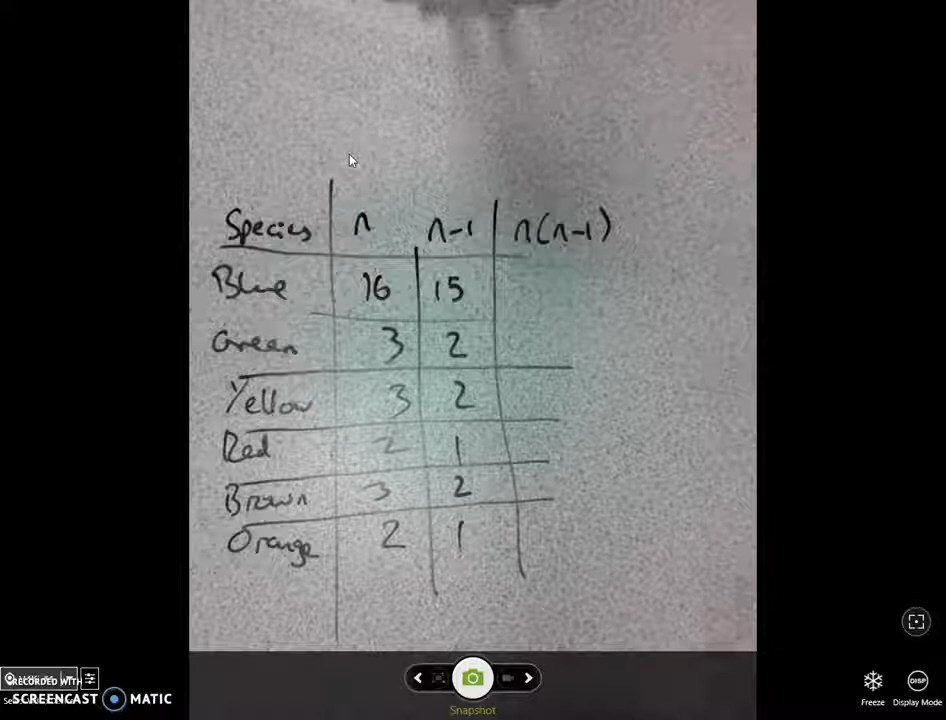 Species n n-1 n(n-1)
Blue 16 15
Green 3 2
Yellow 3 2
Red 2 1
Brown 3 2
Orange 2 1
RECORDED WITH
SCREENCAST MATIC
Snapshot
DISP
Freeze Display Mode